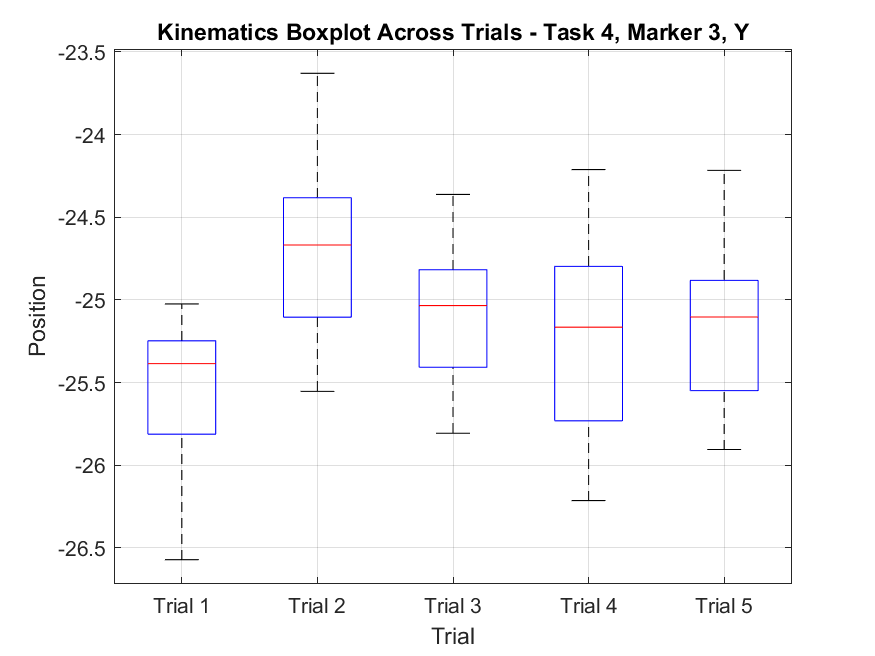 Kinematics Boxplot Across Trials - Task 4, Marker 3, Y
-23.5
-24
-24.5
-25
-25.5
-26
-26.5
Position
Trial 1 Trial 2 Trial 3 Trial 4 Trial 5
Trial